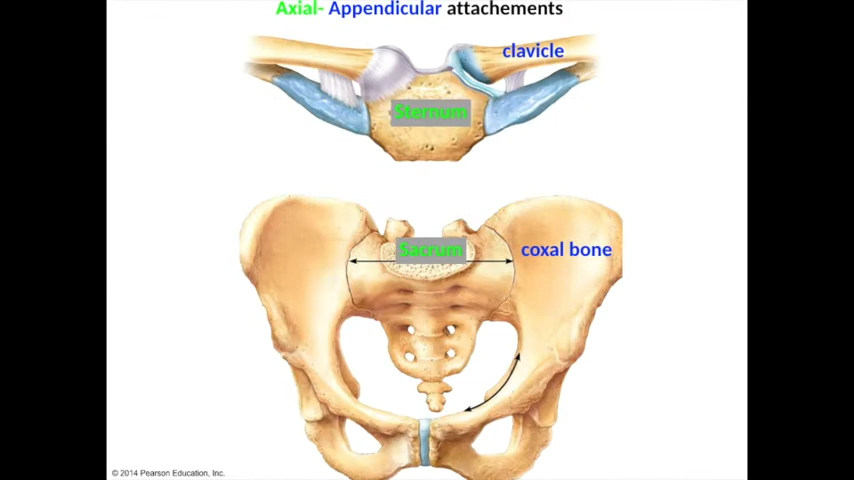 Axial- Appendicular attachements
clavicle
Sternum
Sacrum
coxal bone
© 2014 Pearson Education, Inc.